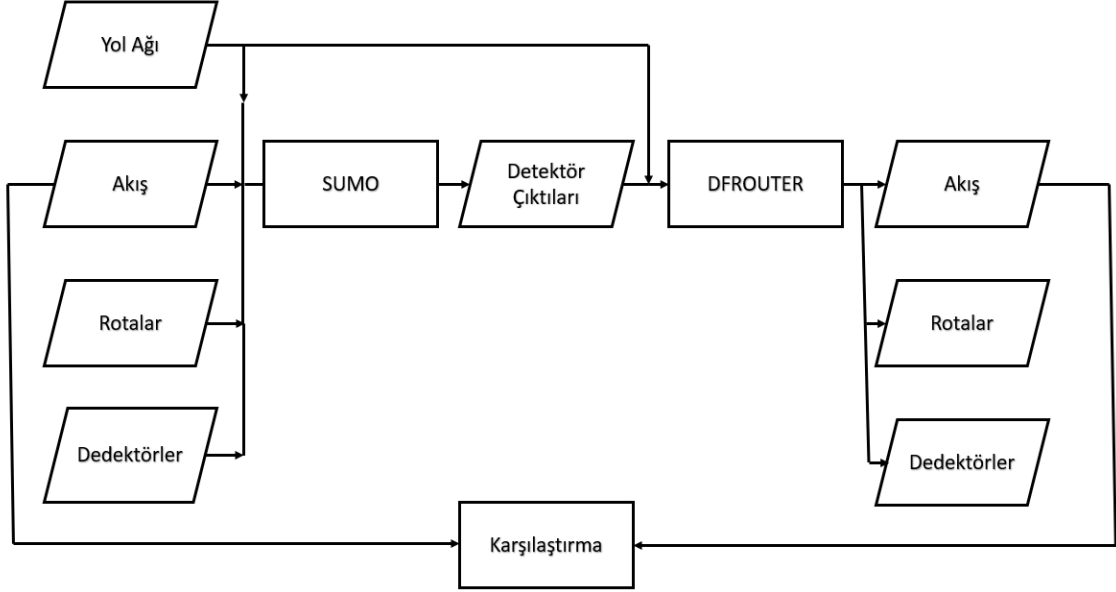 Yol Ağı
Akış
SUMO
Detektör
Çıktıları
DFROUTER
Akış
Rotalar
Rotalar
Dedektörler
Dedektörler
Karşılaştırma